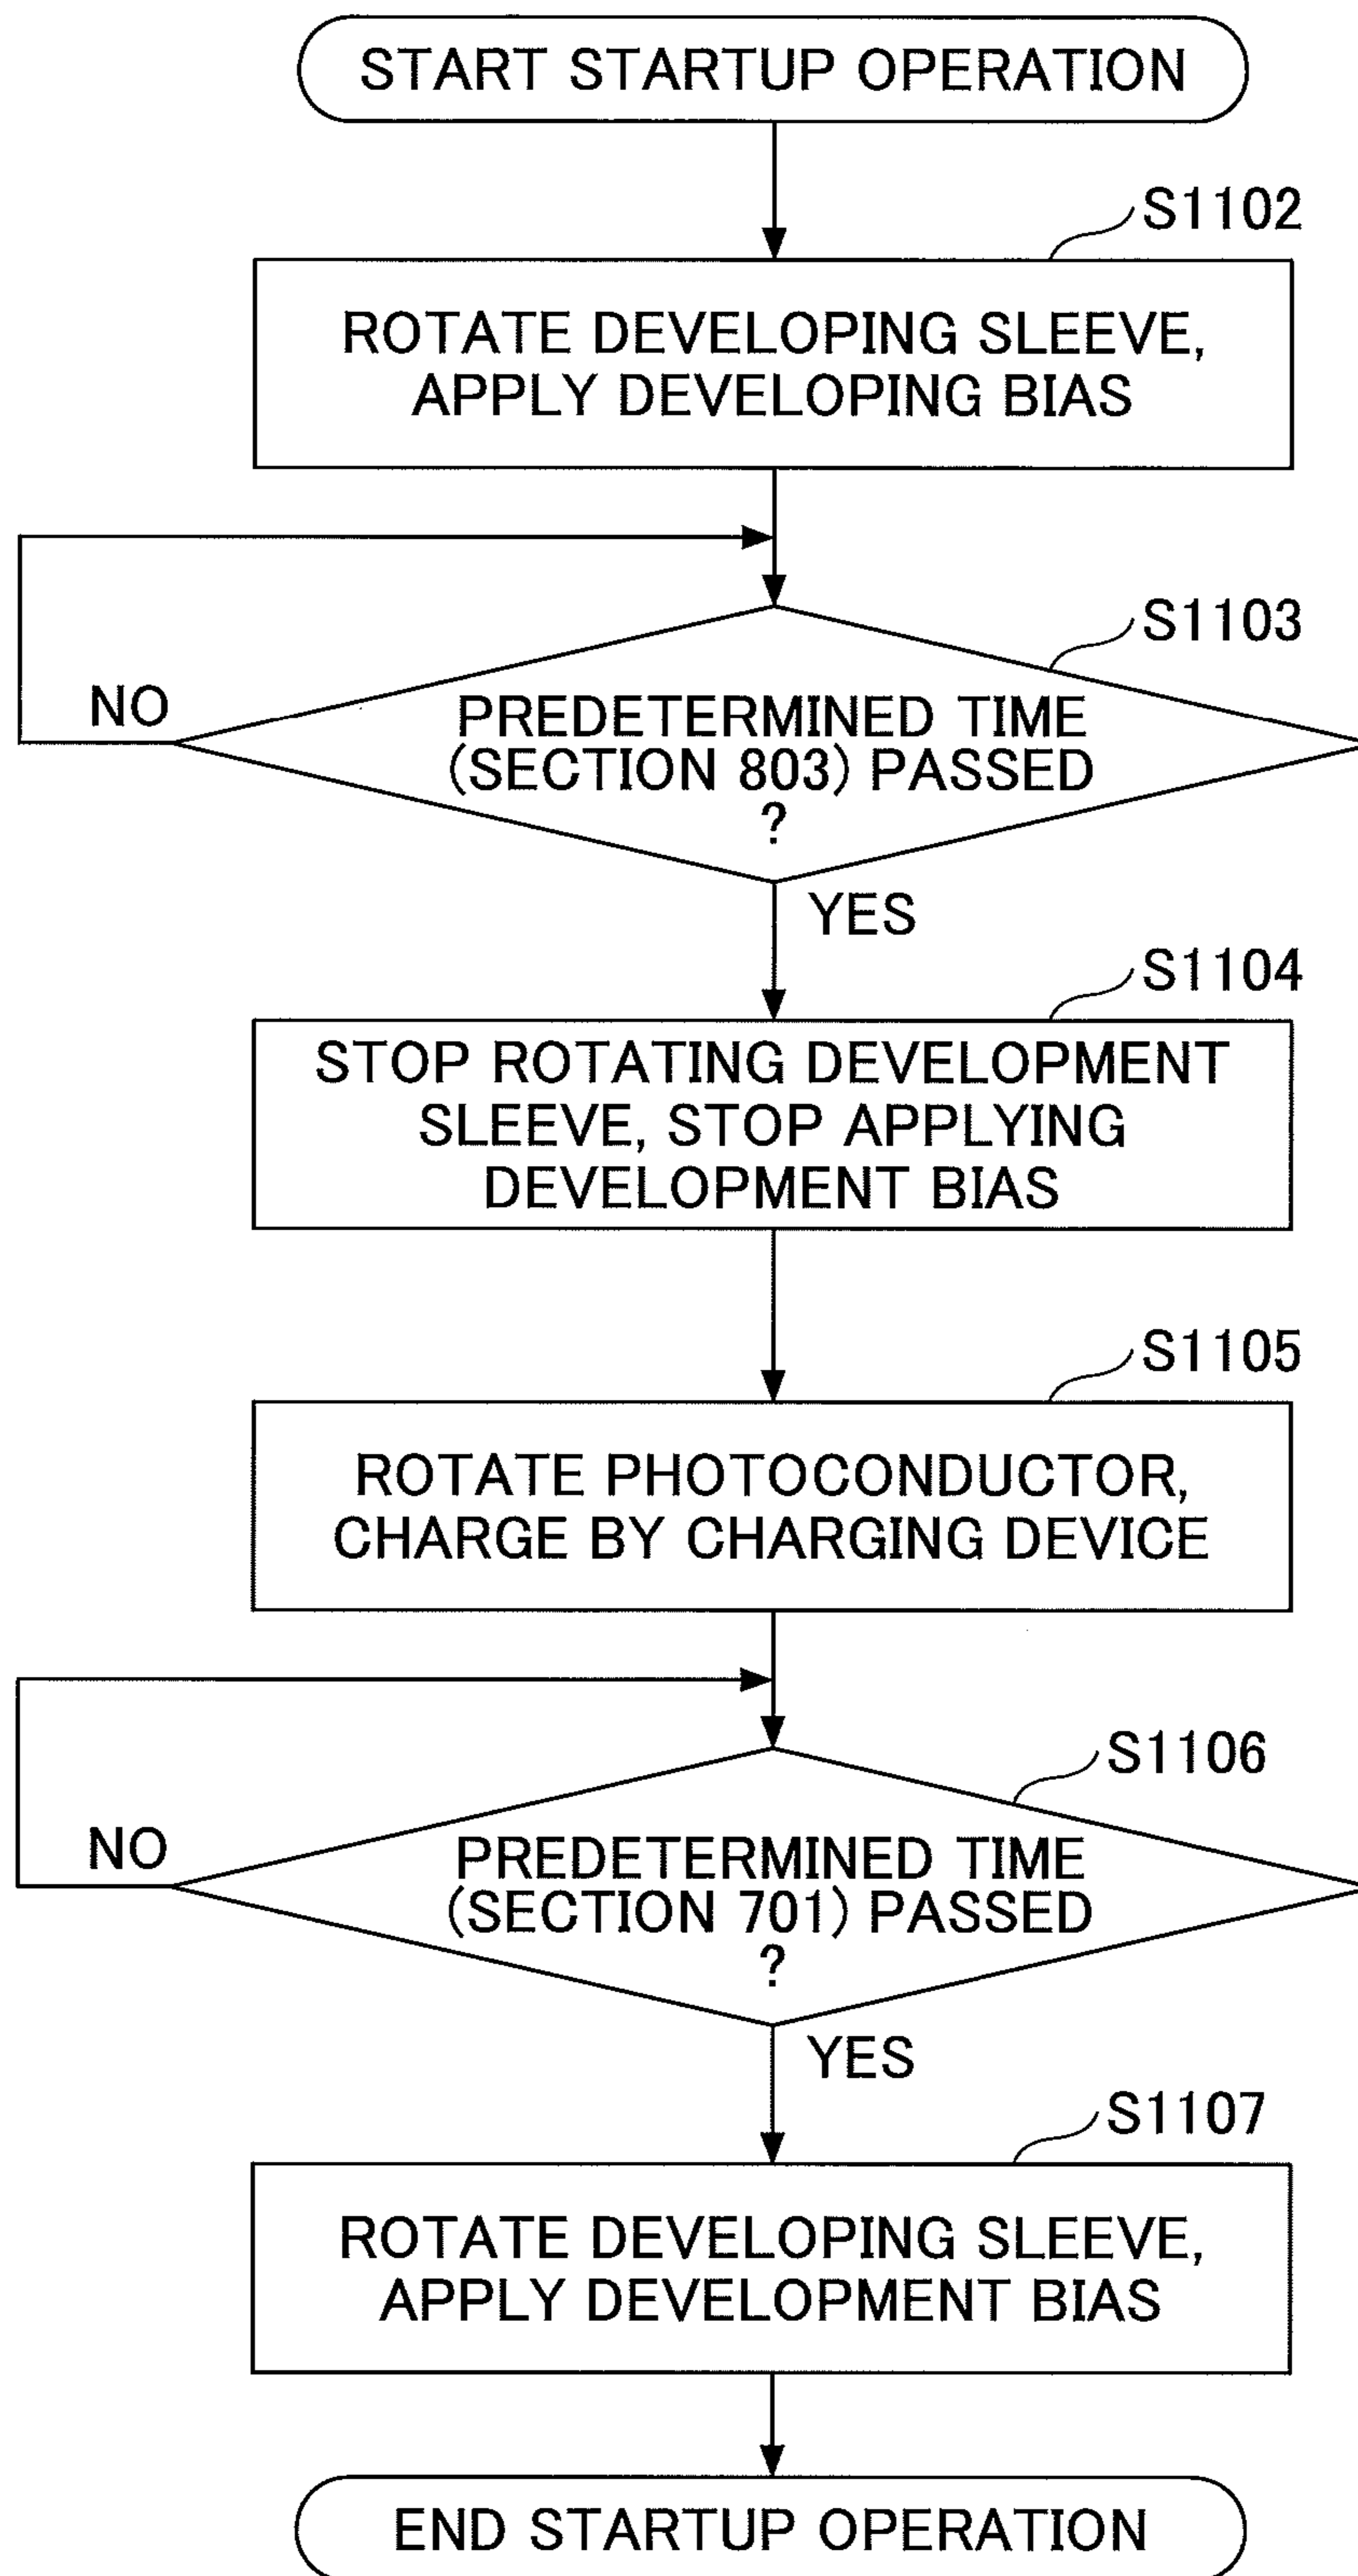 START STARTUP OPERATION
S1102
ROTATE DEVELOPING SLEEVE,
APPLY DEVELOPING BIAS
S1103
NO
PREDETERMINED TIME
(SECTION 803) PASSED
?
YES
S1104
STOP ROTATING DEVELOPMENT
SLEEVE, STOP APPLYING
DEVELOPMENT BIAS
S1105
ROTATE PHOTOCONDUCTOR,
CHARGE BY CHARGING DEVICE
S1106
NO
PREDETERMINED TIME
(SECTION 701) PASSED
?
YES
S1107
ROTATE DEVELOPING SLEEVE,
APPLY DEVELOPMENT BIAS
END STARTUP OPERATION